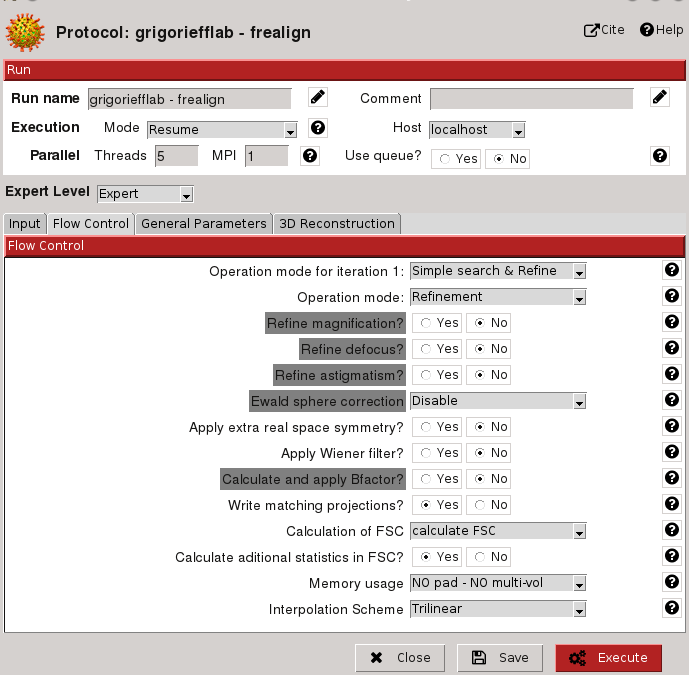 Protocol: grigoriefflab - frealign
Cite
Help
Run
Run name grigoriefflab - frealign Comment
Execution Mode Resume Host localhost
Parallel Threads 5 MPI 1 Use queue? Yes No
Expert Level Expert
Input Flow Control General Parameters 3D Reconstruction
Flow Control
Operation mode for iteration 1: Simple search & Refine
Operation mode: Refinement
Refine magnification? Yes No
Refine defocus? Yes No
Refine astigmatism? Yes No
Ewald sphere correction Disable
Apply extra real space symmetry? Yes No
Apply Wiener filter? Yes No
Calculate and apply Bfactor? Yes No
Write matching projections? Yes No
Calculation of FSC calculate FSC
Calculate aditional statistics in FSC? Yes No
Memory usage NO pad - NO multi-vol
Interpolation Scheme Trilinear
Close Save Execute